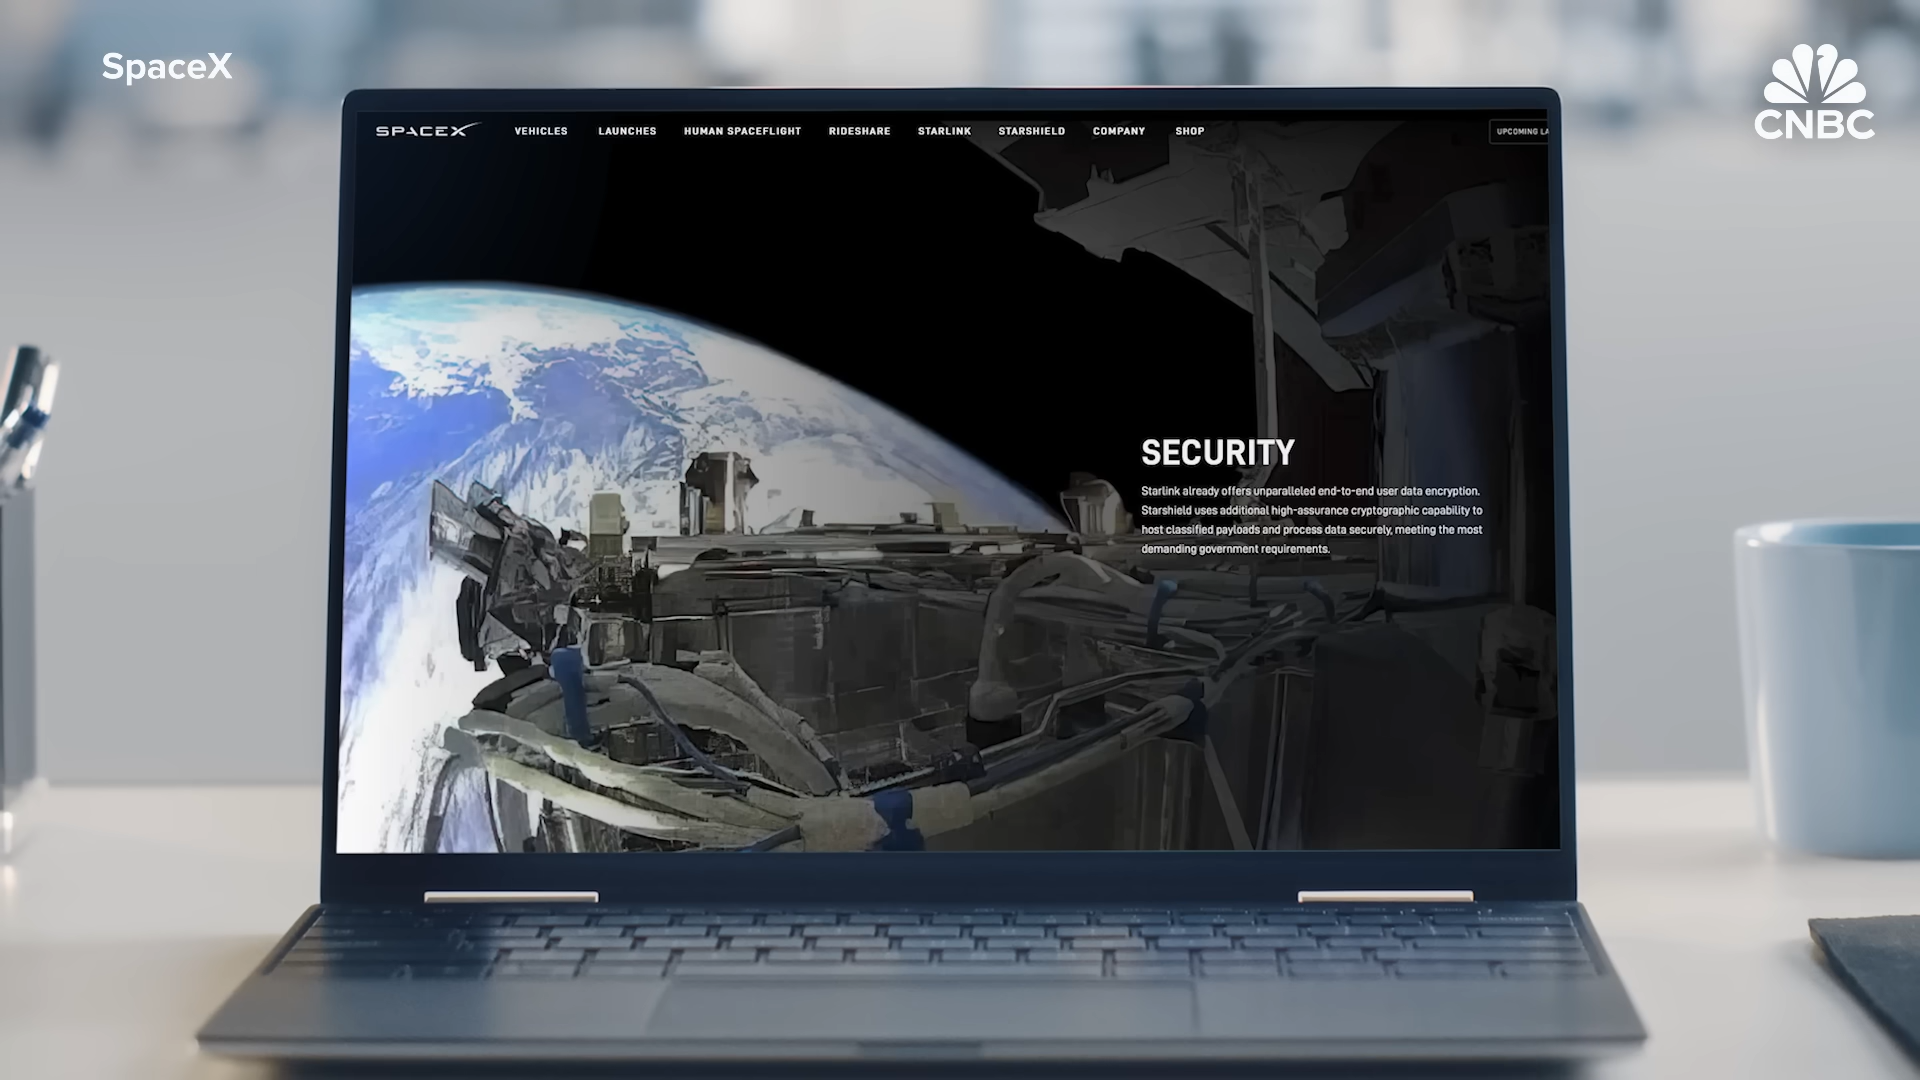 SpaceX
CNBC
SPACEX
VEHICLES LAUNCHES HUMAN SPACEFLIGHT RIDESHARE STARLINK STARSHIELD COMPANY SHOP
UPCOMING LA
SECURITY
Starlink already offers unparalleled end-to-end user data encryption.
Starshield uses additional high-assurance cryptographic capability to
host classified payloads and process data securely, meeting the most
demanding government requirements.